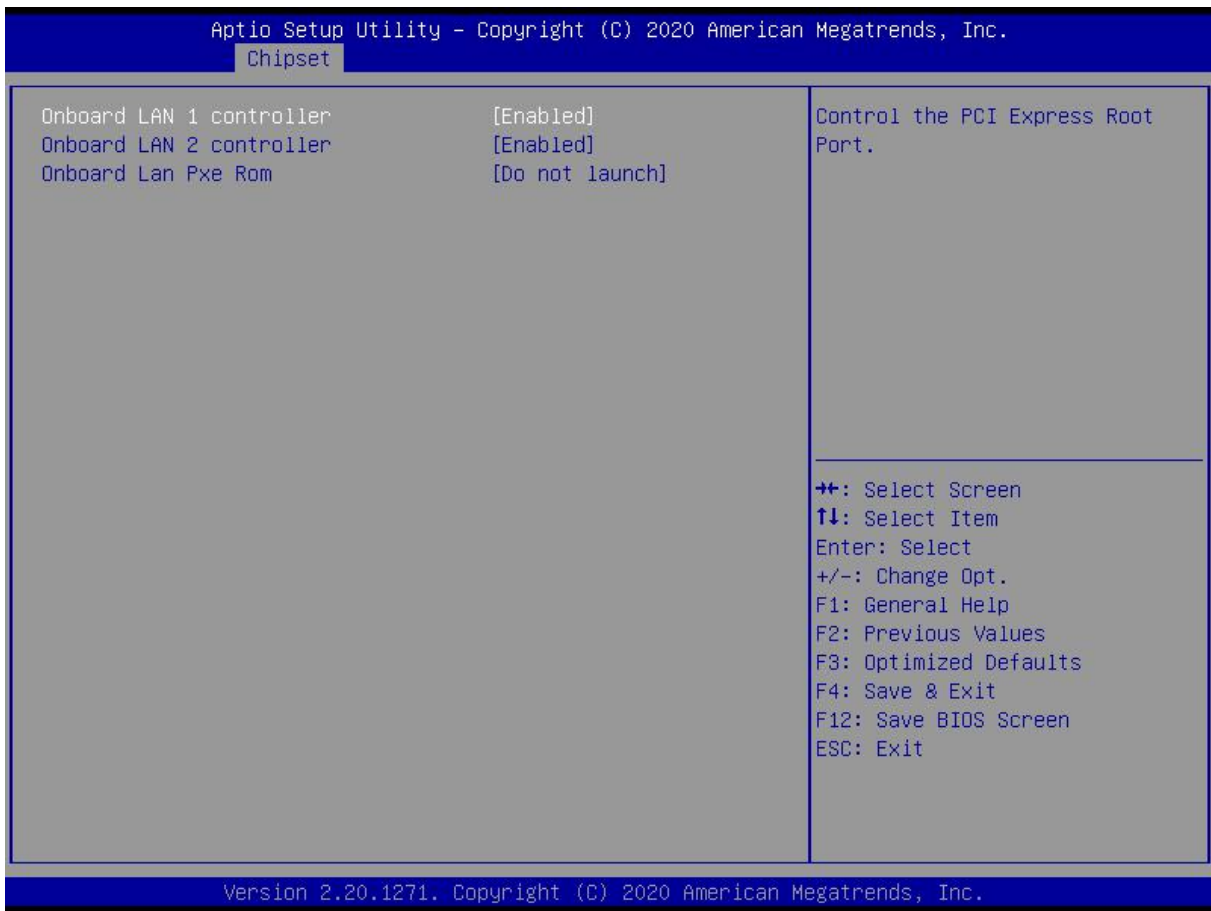 Aptio Setup Utility – Copyright (C) 2020 American Megatrends, Inc.
Chipset
Onboard LAN 1 controller [Enabled]
Onboard LAN 2 controller [Enabled]
Onboard Lan Pxe Rom [Do not launch]
Control the PCI Express Root
Port.
→←: Select Screen
↑↓: Select Item
Enter: Select
+/-: Change Opt.
F1: General Help
F2: Previous Values
F3: Optimized Defaults
F4: Save & Exit
F12: Save BIOS Screen
ESC: Exit
Version 2.20.1271. Copyright (C) 2020 American Megatrends, Inc.